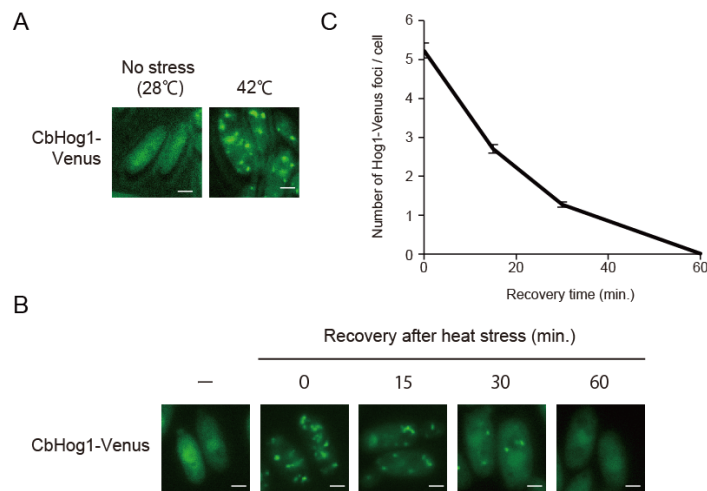 A
No stress
(28℃)
42℃
CbHog1-
Venus
C
Number of Hog1-Venus foci / cell
6
5
4
3
2
1
0
0
20
40
60
Recovery time (min.)
B
Recovery after heat stress (min.)
—
0
15
30
60
CbHog1-Venus